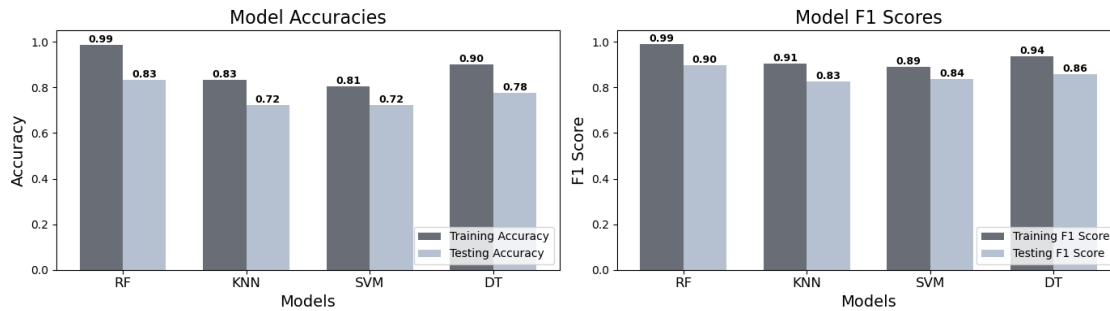 Model Accuracies
Accuracy
1.0
0.8
0.6
0.4
0.2
0.0
0.99
0.83
0.83
0.72
0.81
0.72
0.90
0.78
Training Accuracy
Testing Accuracy
RF
KNN
SVM
DT
Models
Model F1 Scores
F1 Score
1.0
0.8
0.6
0.4
0.2
0.0
0.99
0.90
0.91
0.83
0.89
0.84
0.94
0.86
Training F1 Score
Testing F1 Score
RF
KNN
SVM
DT
Models